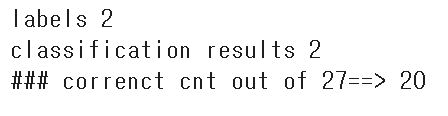 labels 2
classification results 2
### correnct cnt out of 27==> 20